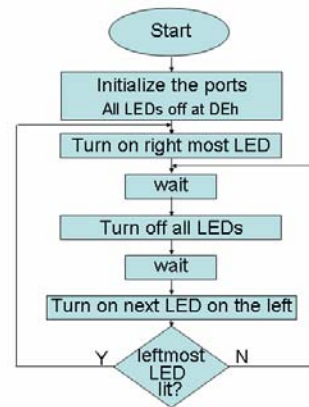 Start
Initialize the ports
All LEDs off at DEh
Turn on right most LED
wait
Turn off all LEDs
wait
Turn on next LED on the left
Y
leftmost
N
LED
lit?